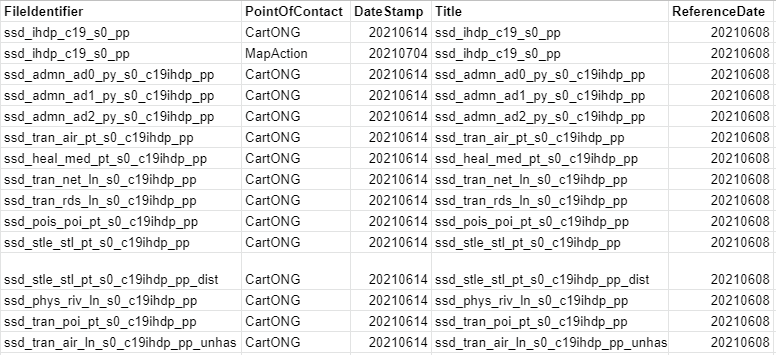 FileIdentifier PointOfContact DateStamp Title ReferenceDate
ssd_ihdp_c19_s0_pp CartONG 20210614 ssd_ihdp_c19_s0_pp 20210608
ssd_ihdp_c19_s0_pp MapAction 20210704 ssd_ihdp_c19_s0_pp 20210608
ssd_admn_ad0_py_s0_c19ihdp_pp CartONG 20210614 ssd_admn_ad0_py_s0_c19ihdp_pp 20210608
ssd_admn_ad1_py_s0_c19ihdp_pp CartONG 20210614 ssd_admn_ad1_py_s0_c19ihdp_pp 20210608
ssd_admn_ad2_py_s0_c19ihdp_pp CartONG 20210614 ssd_admn_ad2_py_s0_c19ihdp_pp 20210608
ssd_tran_air_pt_s0_c19ihdp_pp CartONG 20210614 ssd_tran_air_pt_s0_c19ihdp_pp 20210608
ssd_heal_med_pt_s0_c19ihdp_pp CartONG 20210614 ssd_heal_med_pt_s0_c19ihdp_pp 20210608
ssd_tran_net_ln_s0_c19ihdp_pp CartONG 20210614 ssd_tran_net_ln_s0_c19ihdp_pp 20210608
ssd_tran_rds_ln_s0_c19ihdp_pp CartONG 20210614 ssd_tran_rds_ln_s0_c19ihdp_pp 20210608
ssd_pois_poi_pt_s0_c19ihdp_pp CartONG 20210614 ssd_pois_poi_pt_s0_c19ihdp_pp 20210608
ssd_stle_stl_pt_s0_c19ihdp_pp CartONG 20210614 ssd_stle_stl_pt_s0_c19ihdp_pp 20210608
ssd_stle_stl_pt_s0_c19ihdp_pp_dist CartONG 20210614 ssd_stle_stl_pt_s0_c19ihdp_pp_dist 20210608
ssd_phys_riv_ln_s0_c19ihdp_pp CartONG 20210614 ssd_phys_riv_ln_s0_c19ihdp_pp 20210608
ssd_tran_poi_pt_s0_c19ihdp_pp CartONG 20210614 ssd_tran_poi_pt_s0_c19ihdp_pp 20210608
ssd_tran_air_ln_s0_c19ihdp_pp_unhas CartONG 20210614 ssd_tran_air_ln_s0_c19ihdp_pp_unhas 20210608